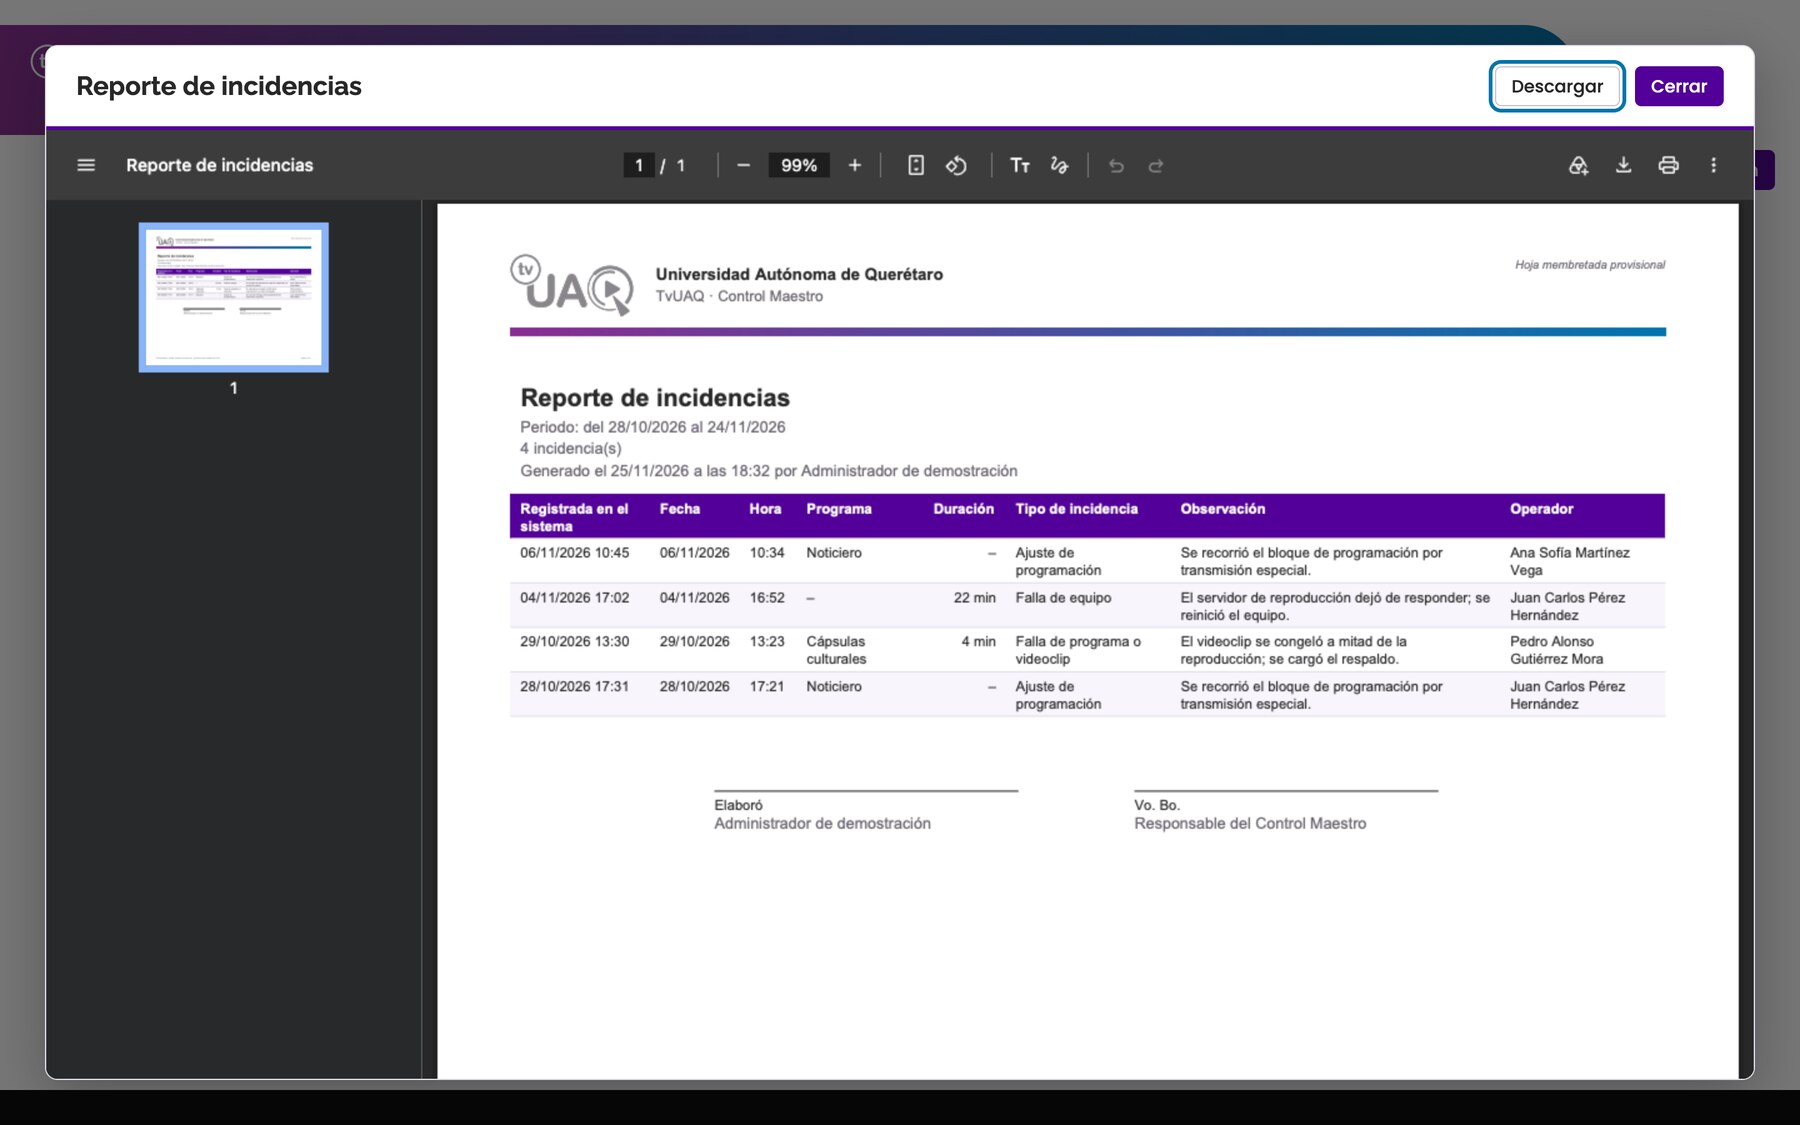 Reporte de incidencias
Descargar
Cerrar
Reporte de incidencias
1 / 1
99%
1
tv
UAQ
Universidad Autónoma de Querétaro
TvUAQ · Control Maestro
Hoja membretada provisional
Reporte de incidencias
Periodo: del 28/10/2026 al 24/11/2026
4 incidencia(s)
Generado el 25/11/2026 a las 18:32 por Administrador de demostración
Registrada en el sistema Fecha Hora Programa Duración Tipo de incidencia Observación Operador
06/11/2026 10:45 06/11/2026 10:34 Noticiero – Ajuste de Se recorrió el bloque de programación por Ana Sofía Martínez
programación transmisión especial. Vega
04/11/2026 17:02 04/11/2026 16:52 – 22 min Falla de equipo El servidor de reproducción dejó de responder; se Juan Carlos Pérez
reinició el equipo. Hernández
29/10/2026 13:30 29/10/2026 13:23 Cápsulas 4 min Falla de programa o El videoclip se congeló a mitad de la Pedro Alonso
culturales videoclip reproducción; se cargó el respaldo. Gutiérrez Mora
28/10/2026 17:31 28/10/2026 17:21 Noticiero – Ajuste de Se recorrió el bloque de programación por Juan Carlos Pérez
programación transmisión especial. Hernández
Elaboró
Administrador de demostración
Vo. Bo.
Responsable del Control Maestro